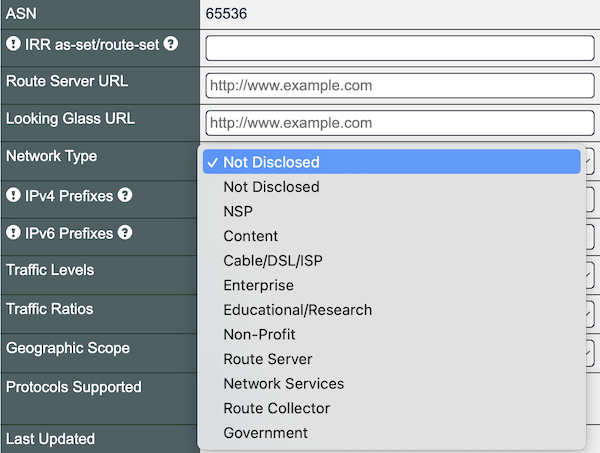 ASN 65536
IRR as-set/route-set
Route Server URL http://www.example.com
Looking Glass URL http://www.example.com
Network Type ✓ Not Disclosed
Not Disclosed
NSP
Content
Cable/DSL/ISP
Enterprise
Educational/Research
Non-Profit
Route Server
Network Services
Route Collector
Government
IPv4 Prefixes
IPv6 Prefixes
Traffic Levels
Traffic Ratios
Geographic Scope
Protocols Supported
Last Updated